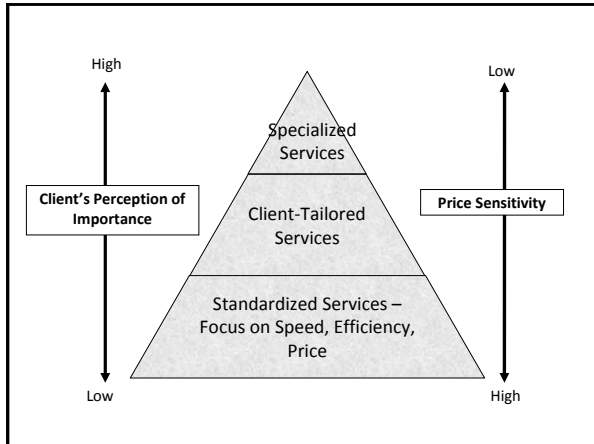 High
Low
Specialized
Services
Client's Perception of
Importance
Price Sensitivity
Client-Tailored
Services
Standardized Services –
Focus on Speed, Efficiency,
Price
Low
High